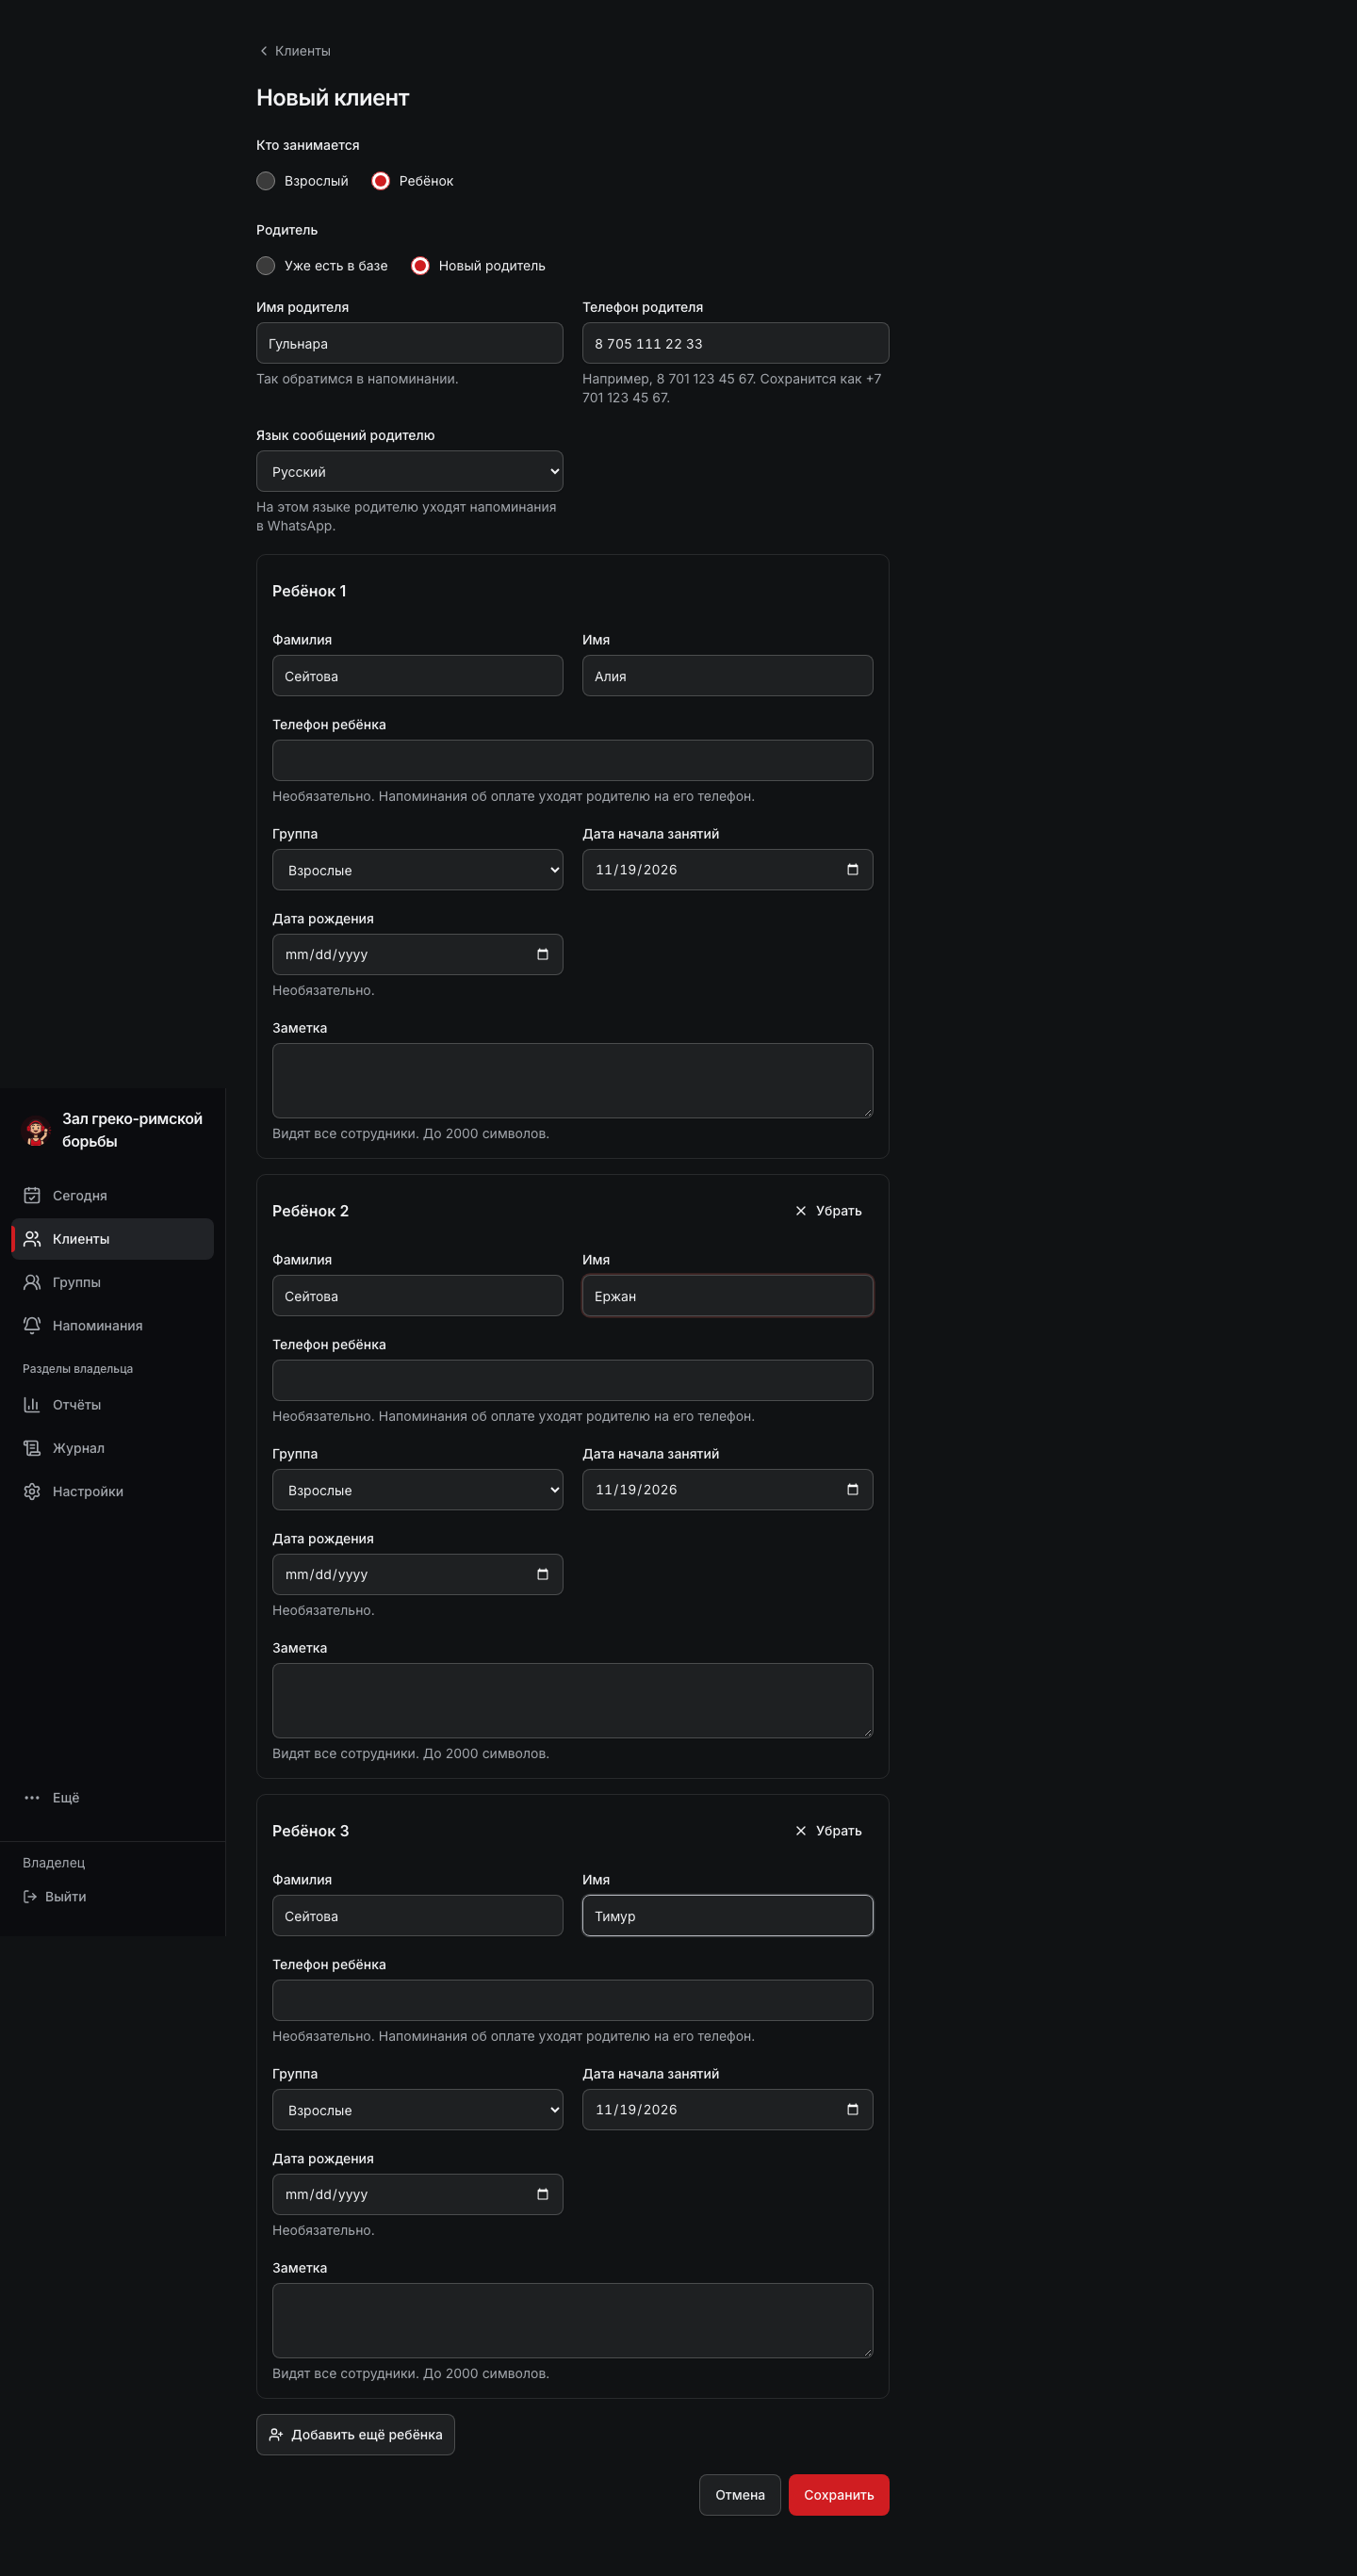 Клиенты
Новый клиент
Кто занимается
Взрослый
Ребёнок
Родитель
Уже есть в базе
Новый родитель
Имя родителя
Телефон родителя
Гульнара
8 705 111 22 33
Так обратимся в напоминании.
Например, 8 701 123 45 67. Сохранится как +7
701 123 45 67.
Язык сообщений родителю
Русский
На этом языке родителю уходят напоминания
в WhatsApp.
Ребёнок 1
Фамилия
Имя
Сейтова
Алия
Телефон ребёнка
Необязательно. Напоминания об оплате уходят родителю на его телефон.
Группа
Дата начала занятий
Взрослые
11/19/2026
Дата рождения
mm/dd/yyyy
Необязательно.
Заметка
Видят все сотрудники. До 2000 символов.
Зал греко-римской
борьбы
Сегодня
Клиенты
Группы
Напоминания
Разделы владельца
Отчёты
Журнал
Настройки
Ещё
Владелец
Выйти
Ребёнок 2
Убрать
Фамилия
Имя
Сейтова
Ержан
Телефон ребёнка
Необязательно. Напоминания об оплате уходят родителю на его телефон.
Группа
Дата начала занятий
Взрослые
11/19/2026
Дата рождения
mm/dd/yyyy
Необязательно.
Заметка
Видят все сотрудники. До 2000 символов.
Ребёнок 3
Убрать
Фамилия
Имя
Сейтова
Тимур
Телефон ребёнка
Необязательно. Напоминания об оплате уходят родителю на его телефон.
Группа
Дата начала занятий
Взрослые
11/19/2026
Дата рождения
mm/dd/yyyy
Необязательно.
Заметка
Видят все сотрудники. До 2000 символов.
Добавить ещё ребёнка
Отмена
Сохранить